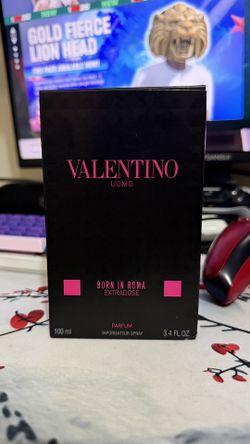 GOLD FIERCE
LION HEAD
VALENTINO
UOMO
BORN IN ROMA
EXTRADOSE
PARFUM
100 ml
VAPORISATEUR SPRAY
3.4 FL.OZ